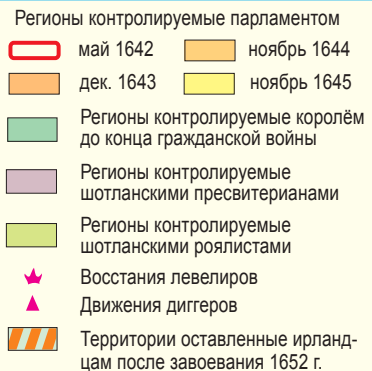 Регионы контролируемые парламентом
май 1642
ноябрь 1644
дек. 1643
ноябрь 1645
Регионы контролируемые королём
до конца гражданской войны
Регионы контролируемые
шотланскими пресвитерианами
Регионы контролируемые
шотланскими роялистами
Восстания левелиров
Движения диггеров
Территории оставленные ирланд-
цам после завоевания 1652 г.